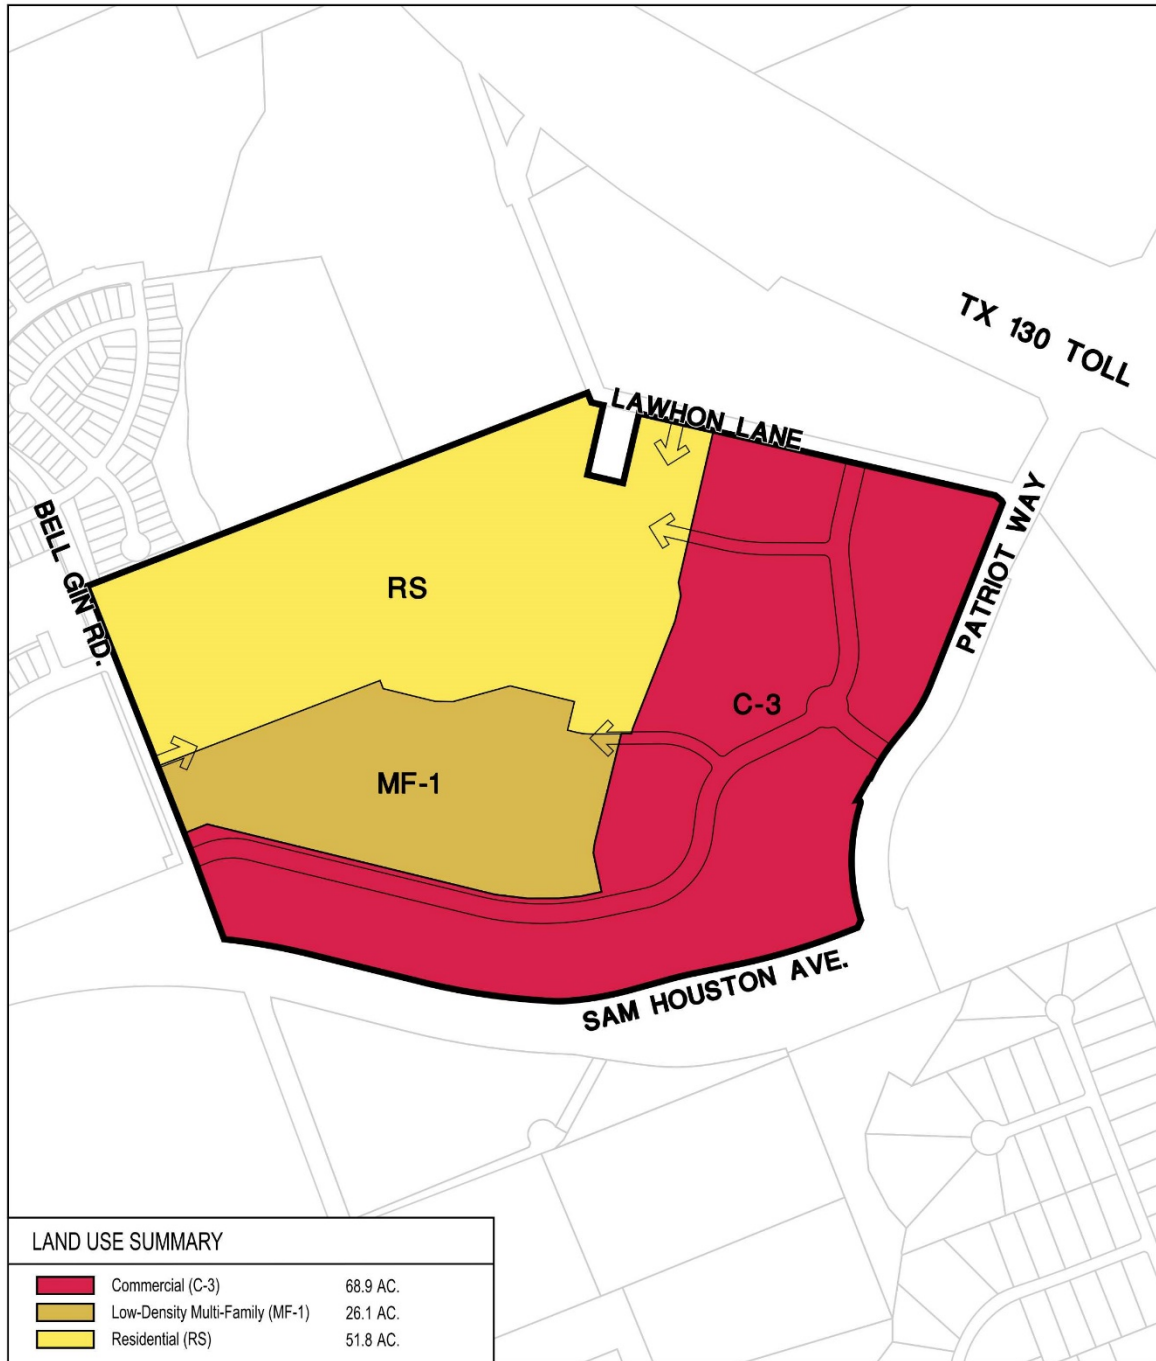 TX 130 TOLL
LAWHON LANE
PATRIOT WAY
BELL GIN RD.
RS
C-3
MF-1
SAM HOUSTON AVE.
LAND USE SUMMARY
Commercial (C-3) 68.9 AC.
Low-Density Multi-Family (MF-1) 26.1 AC.
Residential (RS) 51.8 AC.